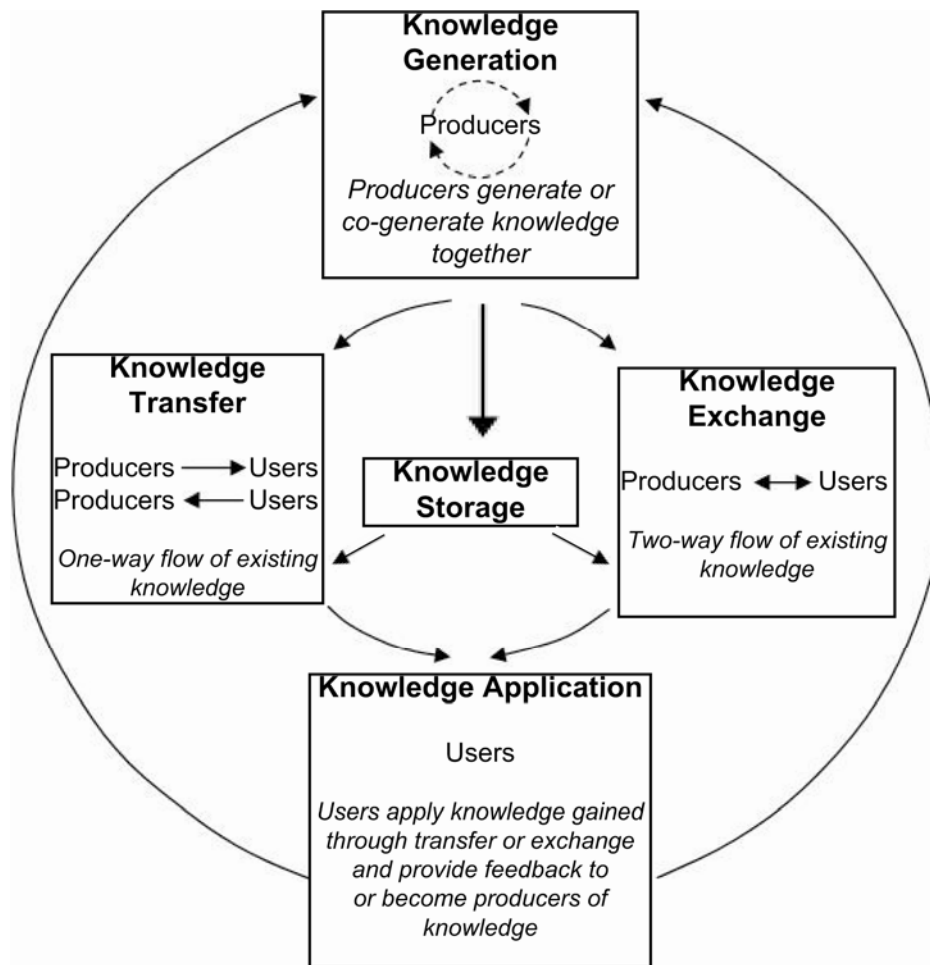 Knowledge
Generation
Producers
Producers generate or
co-generate knowledge
together
Knowledge
Transfer
Producers Users
Producers Users
One-way flow of existing
knowledge
Knowledge
Storage
Knowledge
Exchange
Producers Users
Two-way flow of existing
knowledge
Knowledge Application
Users
Users apply knowledge gained
through transfer or exchange
and provide feedback to
or become producers of
knowledge